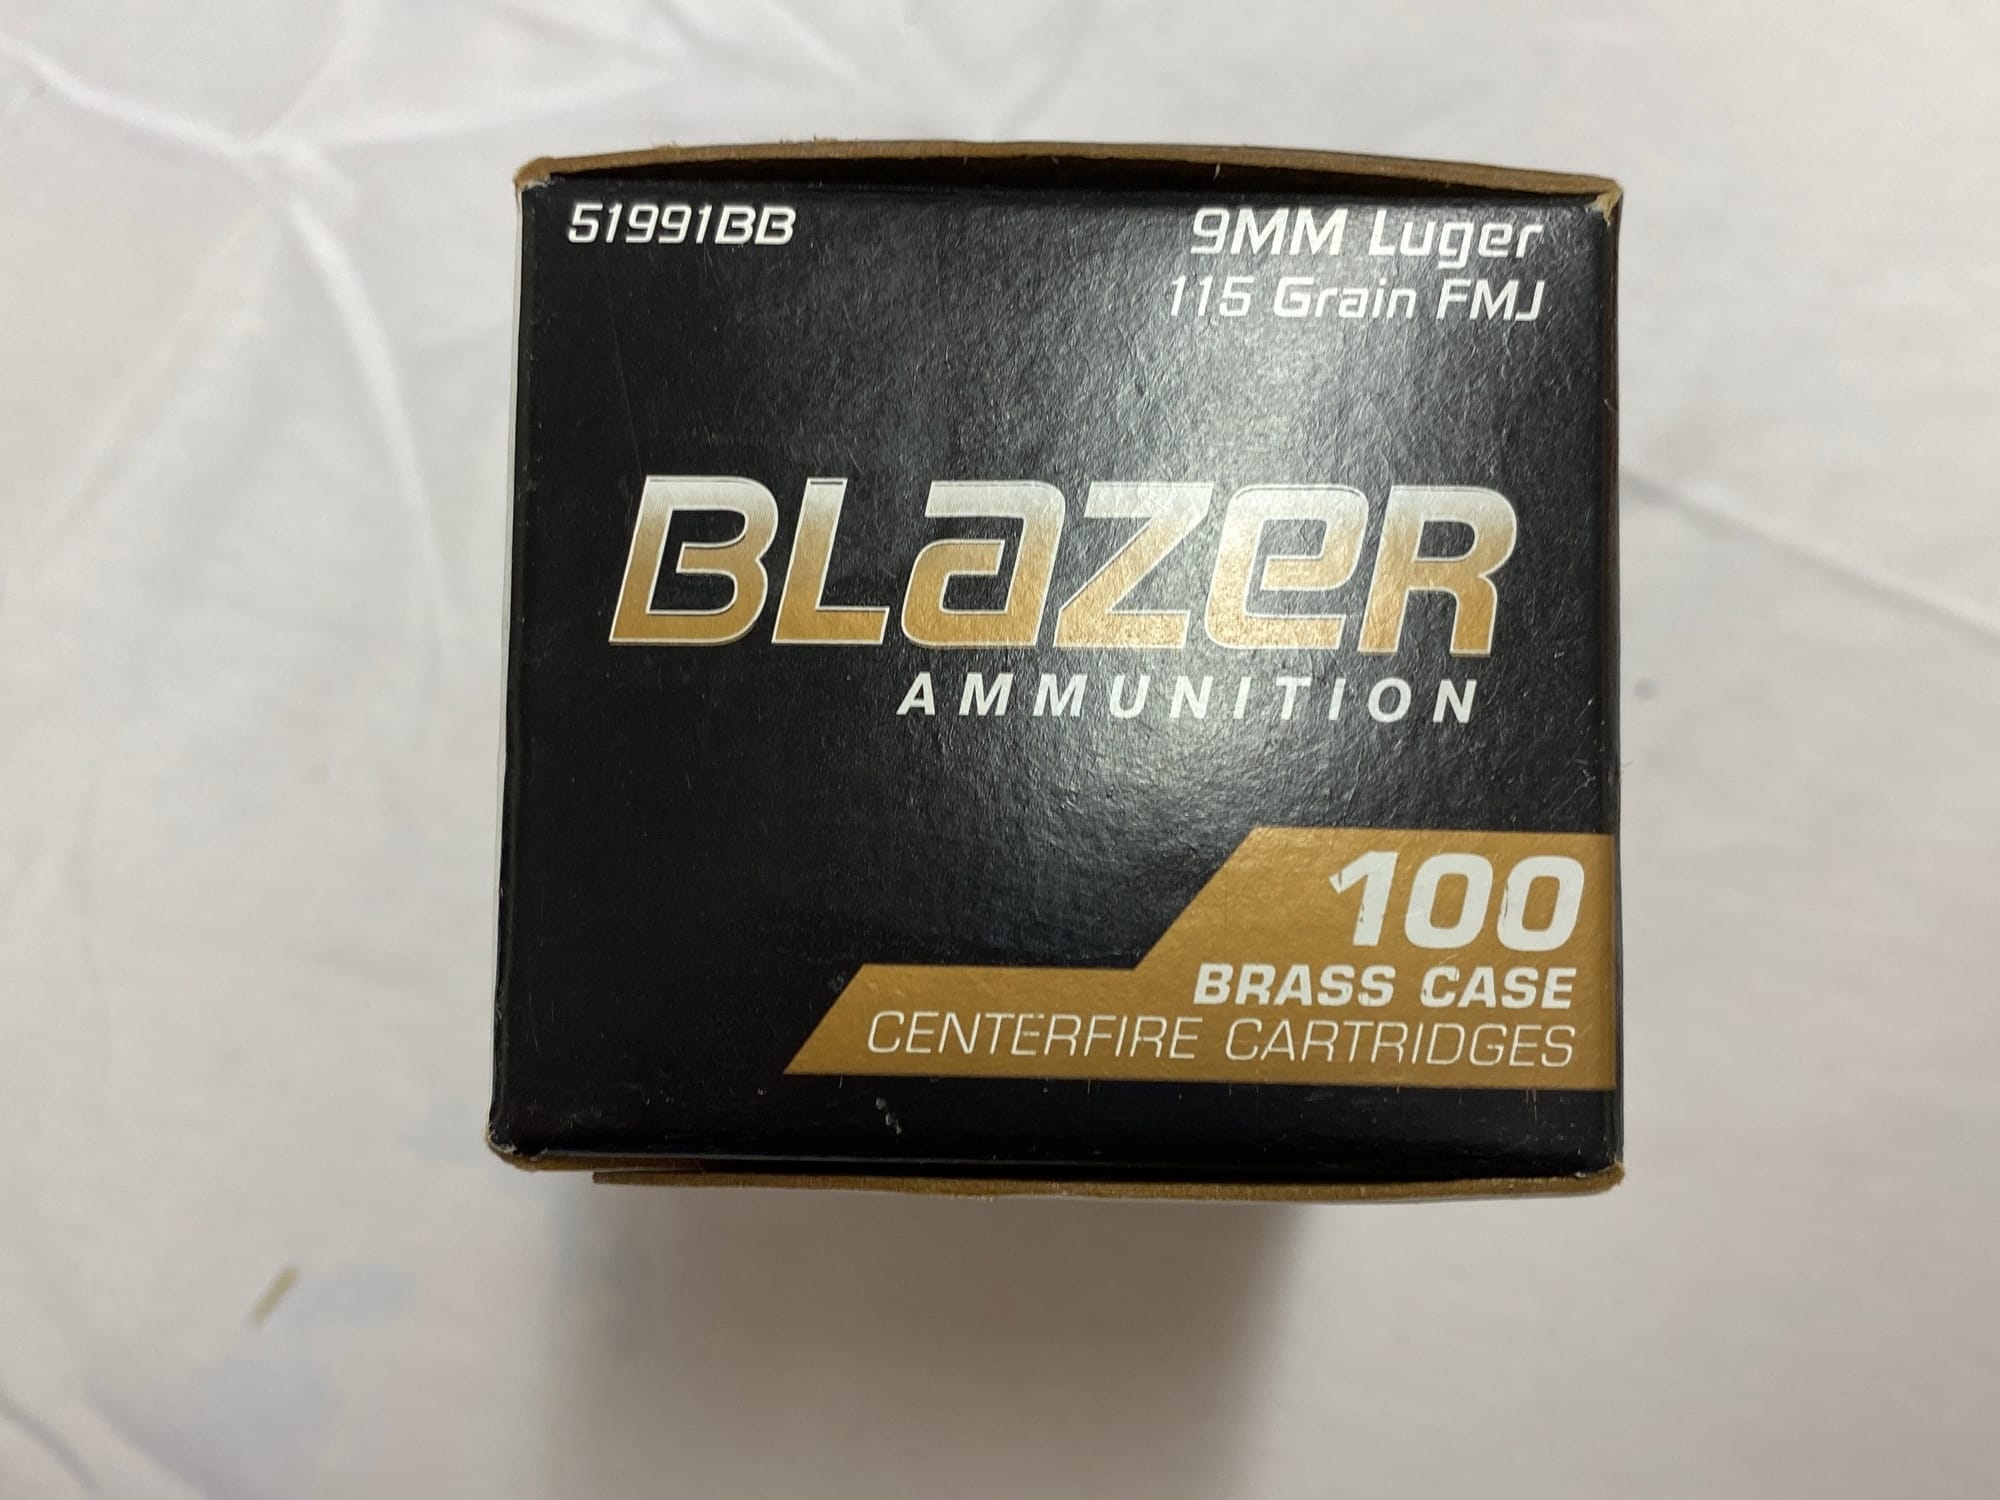 51991BB
9MM Luger
115 Grain FMJ
BLazeR
AMMUNITION
100
BRASS CASE
CENTERFIRE CARTRIDGES